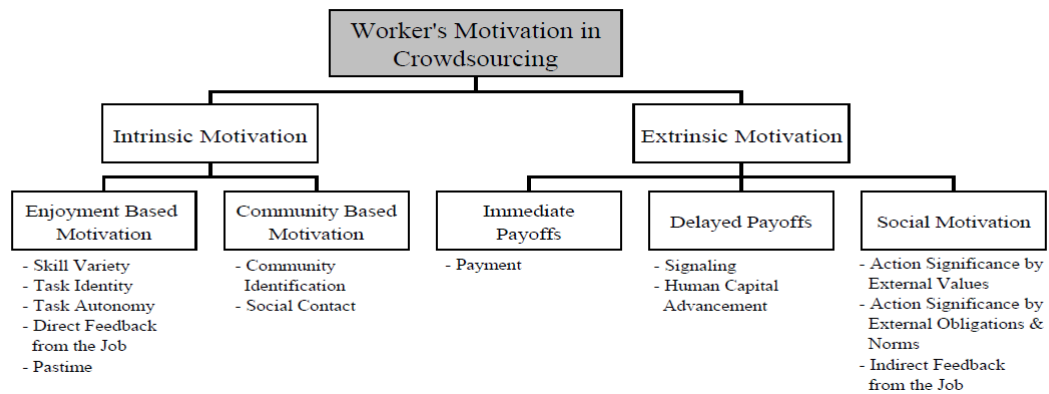 Worker's Motivation in
Crowdsourcing
Intrinsic Motivation
Extrinsic Motivation
Enjoyment Based
Motivation
Community Based
Motivation
Immediate
Payoffs
Delayed Payoffs
Social Motivation
- Skill Variety
- Task Identity
- Task Autonomy
- Direct Feedback
from the Job
- Pastime
- Community
Identification
- Social Contact
- Payment
- Signaling
- Human Capital
Advancement
- Action Significance by
External Values
- Action Significance by
External Obligations &
Norms
- Indirect Feedback
from the Job